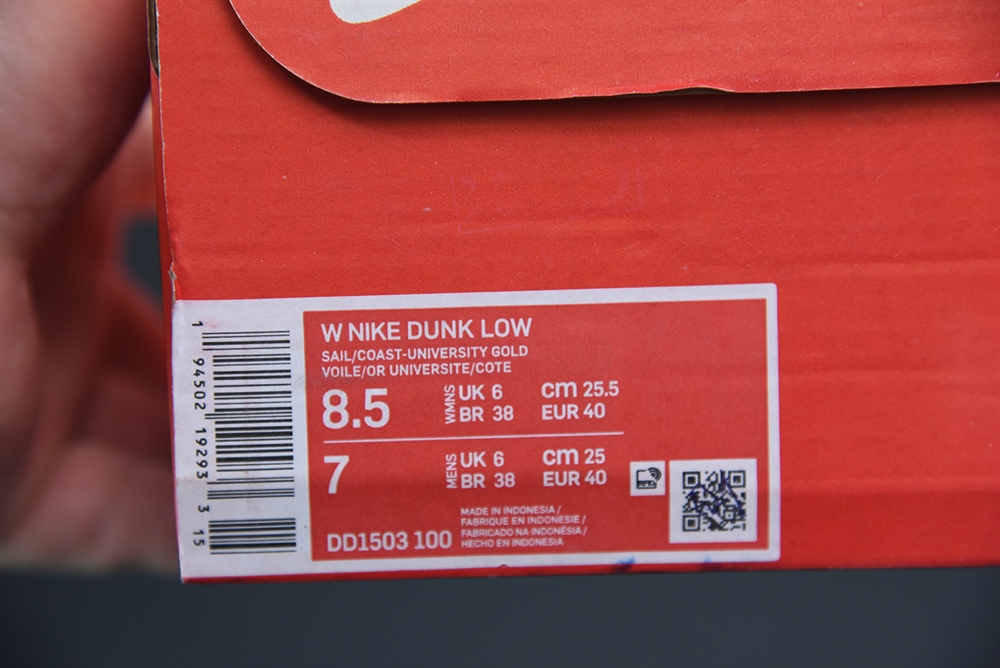 W NIKE DUNK LOW
SAIL/COAST-UNIVERSITY GOLD
VOILE/OR UNIVERSITE/COTE
8.5 WMNS UK 6 cm 25.5
BR 38 EUR 40
7 MENS UK 6 cm 25
BR 38 EUR 40
DD1503 100
MADE IN INDONESIA /
FABRIQUE EN INDONESIE /
FABRICADO NA INDONÉSIA /
HECHO EN INDONESIA
1 94502 19293 3 15